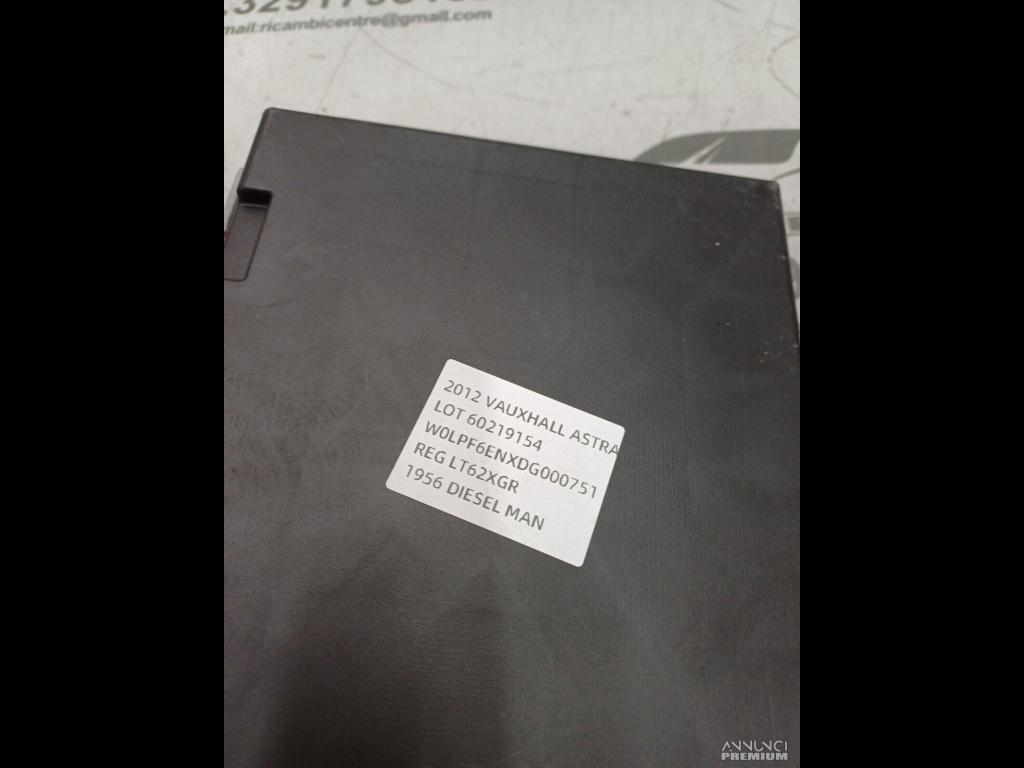 mail:ricambicentre@gmail.com
2012 VAUXHALL ASTRA
LOT 60219154
W0LPF6ENXDG000751
REG LT62XGR
1956 DIESEL MAN
ANNUNCI
PREMIUM